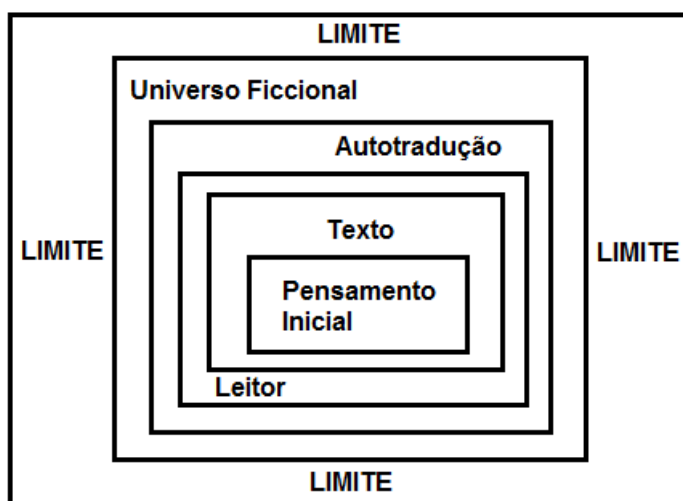 LIMITE
Universo Ficcional
Autotradução
Texto
LIMITE
LIMITE
Pensamento
Inicial
Leitor
LIMITE